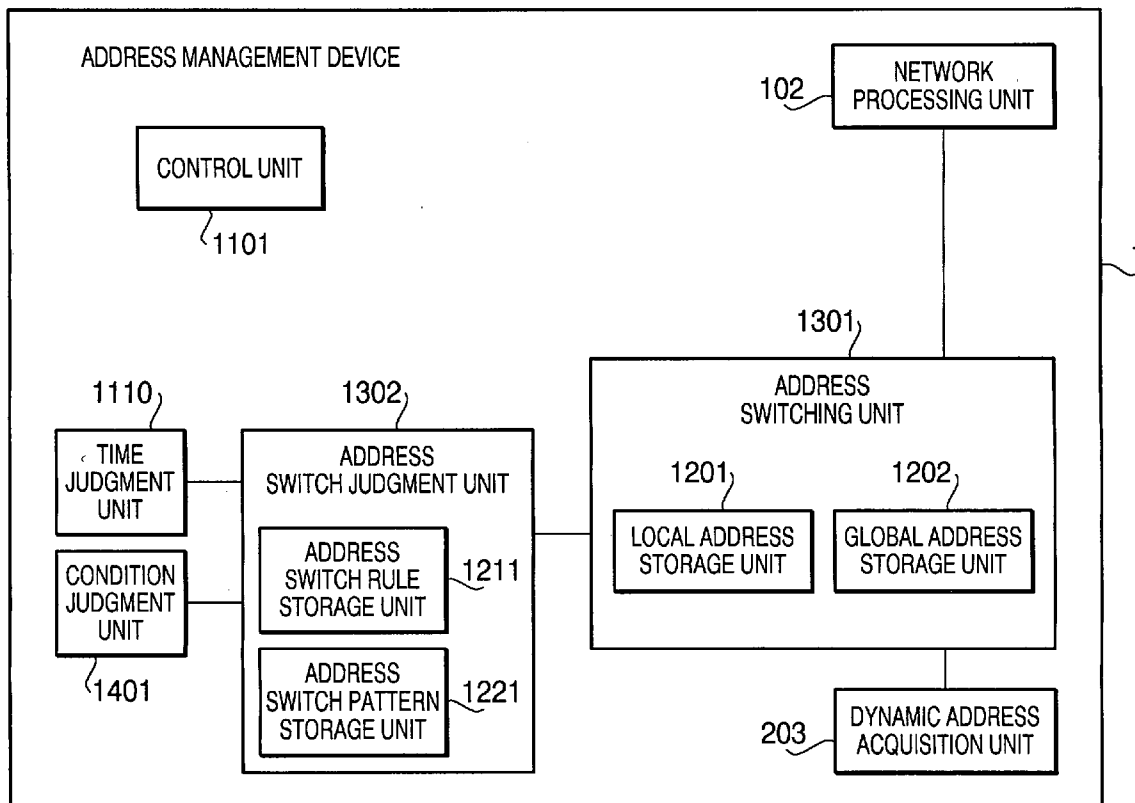 ADDRESS MANAGEMENT DEVICE
102
NETWORK
PROCESSING UNIT
CONTROL UNIT
1101
1301
ADDRESS
SWITCHING UNIT
1110
1302
TIME
JUDGMENT
UNIT
ADDRESS
SWITCH JUDGMENT UNIT
1201
1202
LOCAL ADDRESS
STORAGE UNIT
GLOBAL ADDRESS
STORAGE UNIT
CONDITION
JUDGMENT
UNIT
1401
ADDRESS
SWITCH RULE
STORAGE UNIT
1211
ADDRESS
SWITCH PATTERN
STORAGE UNIT
1221
203
DYNAMIC ADDRESS
ACQUISITION UNIT